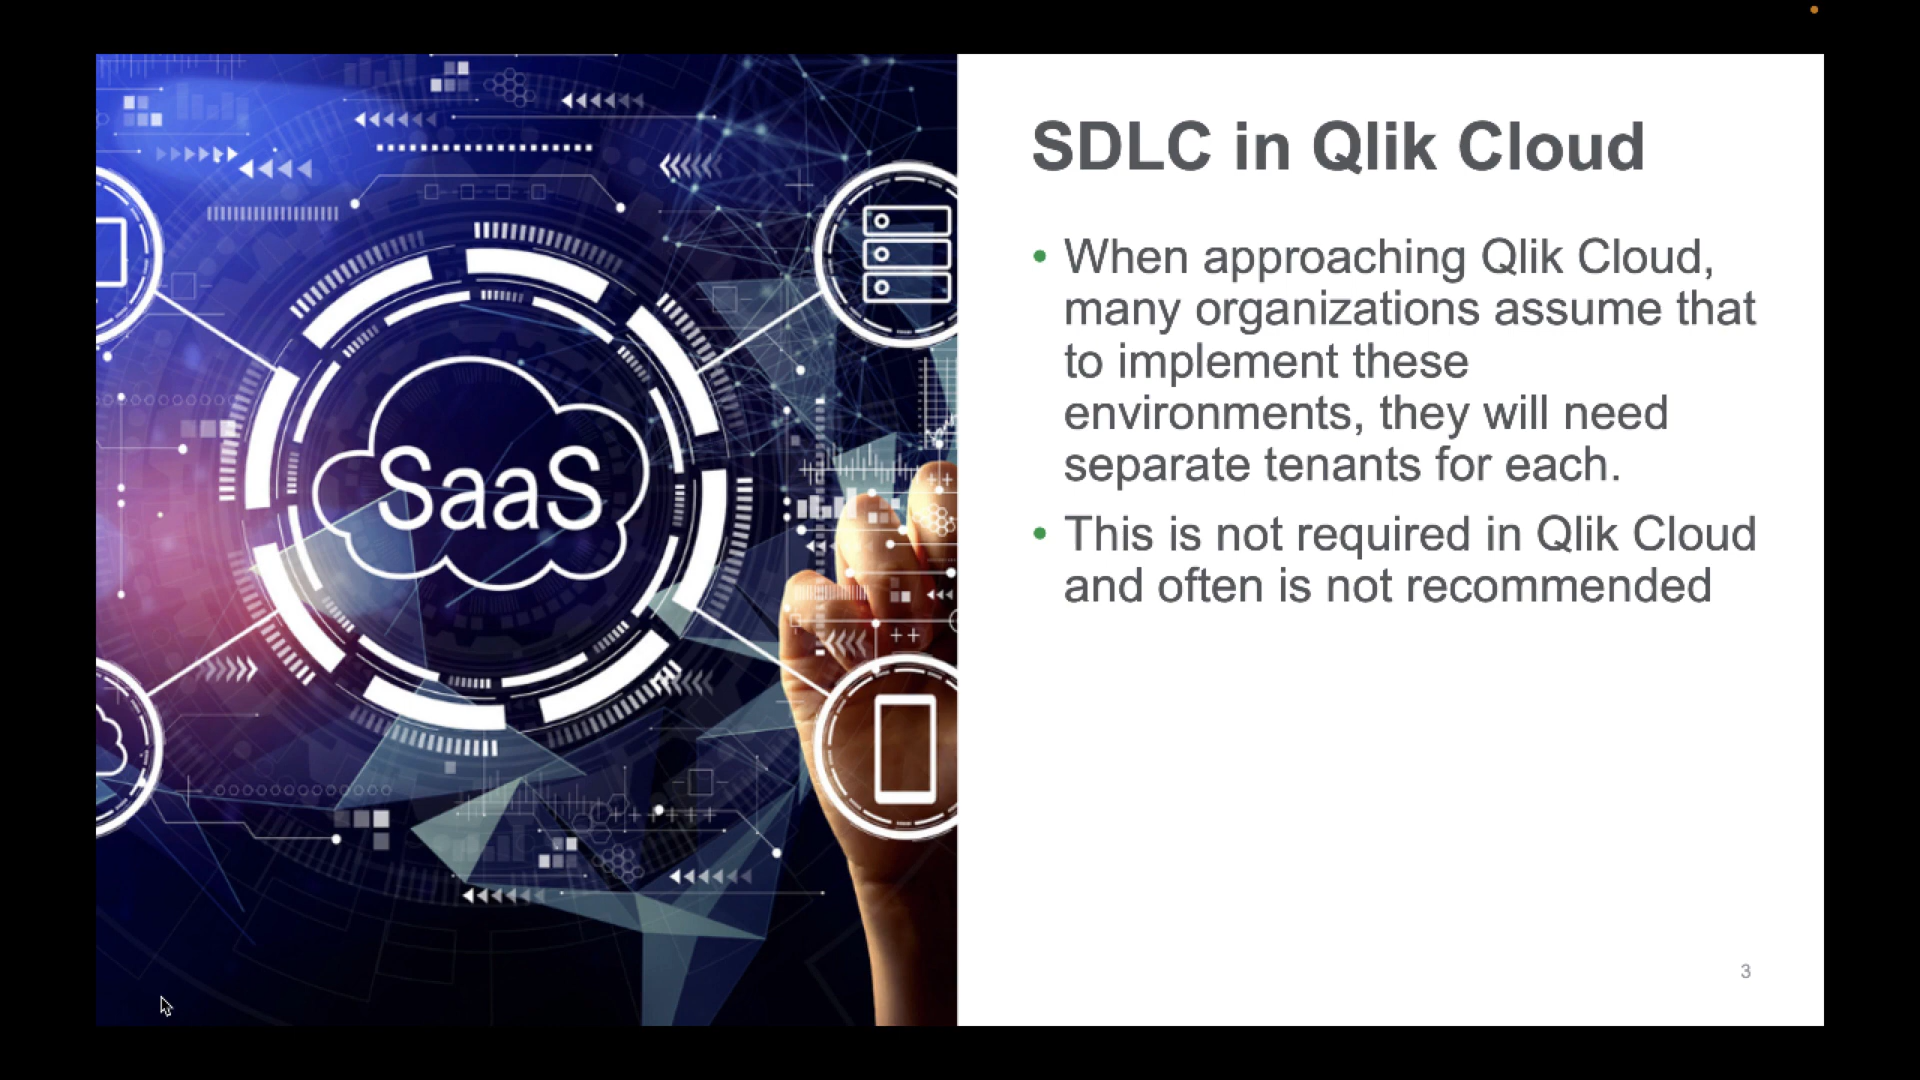 SaaS
SDLC in Qlik Cloud
• When approaching Qlik Cloud,
many organizations assume that
to implement these
environments, they will need
separate tenants for each.
• This is not required in Qlik Cloud
and often is not recommended
3